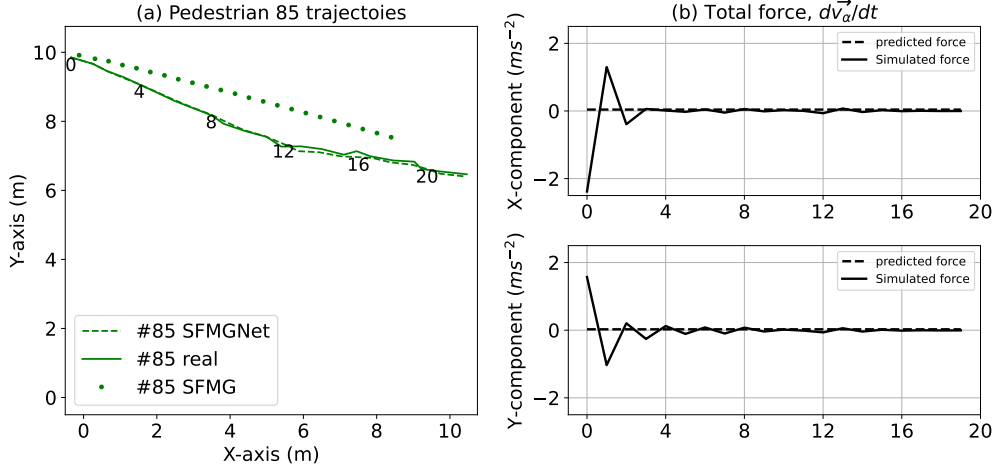 (a) Pedestrian 85 trajectoies
Y-axis (m)
10
8
6
4
2
0
0
4
8
12
16
20
#85 SFMGNet
#85 real
#85 SFMG
0 2 4 6 8 10
X-axis (m)
(b) Total force, $d\vec{v_\alpha}/dt$
X-component ($ms^{-2}$)
2
0
−2
predicted force
Simulated force
0 4 8 12 16 20
Y-component ($ms^{-2}$)
2
0
−2
predicted force
Simulated force
0 4 8 12 16 20